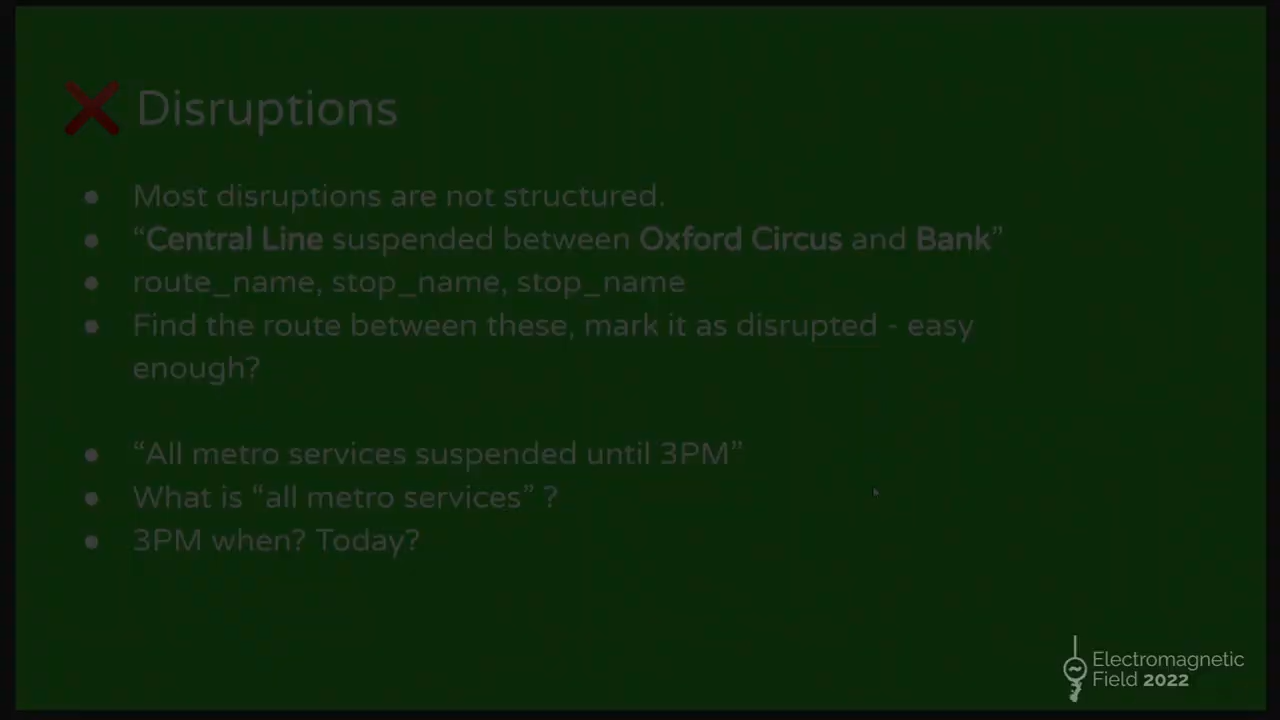 ❌ Disruptions
● Most disruptions are not structured.
● “Central Line suspended between Oxford Circus and Bank”
● route_name, stop_name, stop_name
● Find the route between these, mark it as disrupted - easy
enough?
● “All metro services suspended until 3PM”
● What is “all metro services” ?
● 3PM when? Today?
Electromagnetic
Field 2022